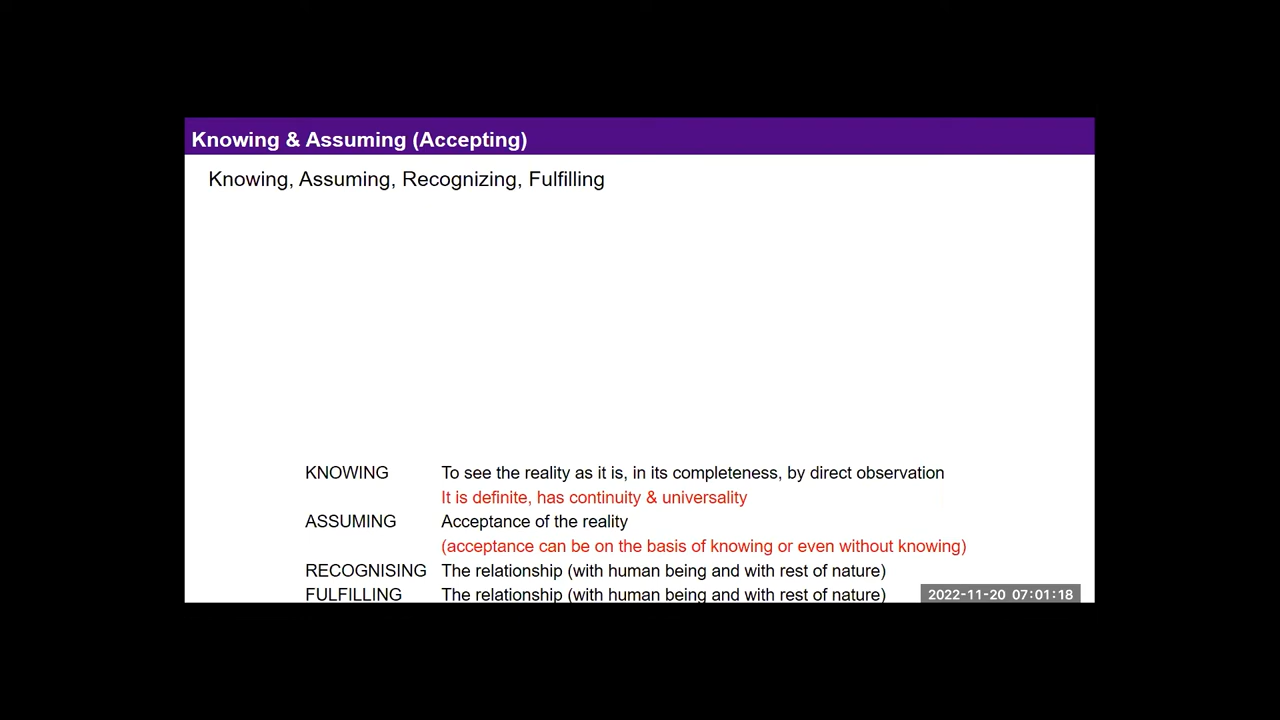 Knowing & Assuming (Accepting)
Knowing, Assuming, Recognizing, Fulfilling
KNOWING To see the reality as it is, in its completeness, by direct observation
It is definite, has continuity & universality
ASSUMING Acceptance of the reality
(acceptance can be on the basis of knowing or even without knowing)
RECOGNISING The relationship (with human being and with rest of nature)
FULFILLING The relationship (with human being and with rest of nature)
2022-11-20 07:01:18